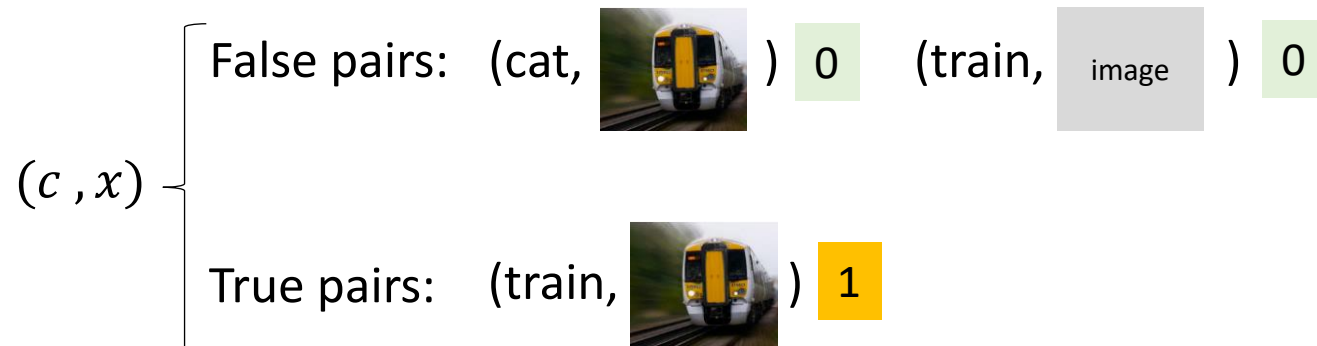 False pairs: (cat, ) 0 (train, image ) 0
(c , x)
True pairs: (train, ) 1